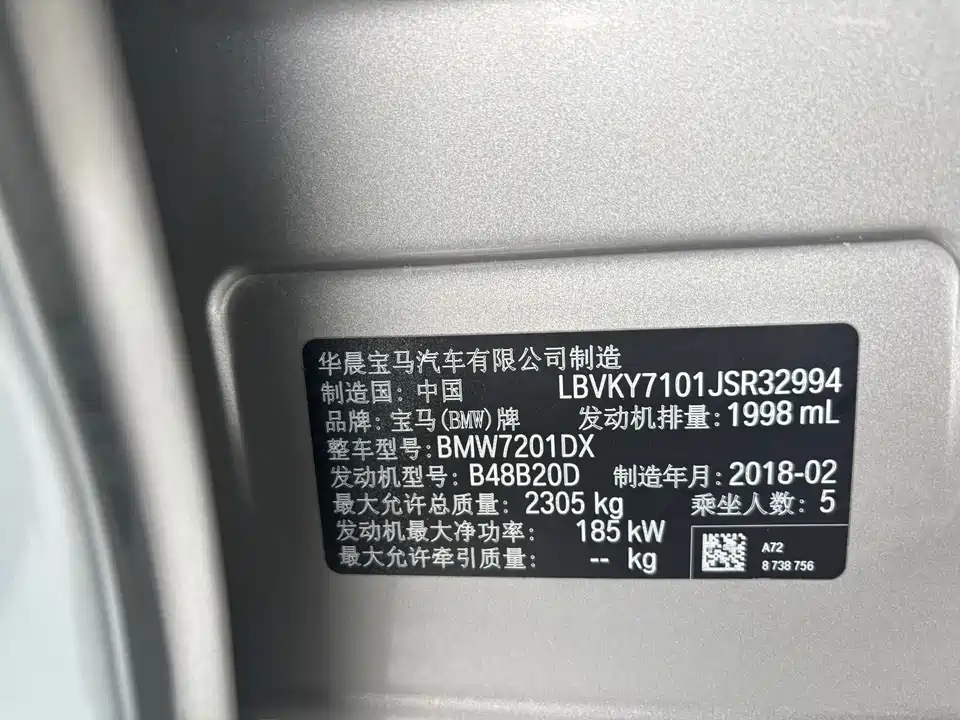 华晨宝马汽车有限公司制造
制造国：中国 LBVKY7101JSR32994
品牌：宝马(BMW)牌 发动机排量：1998 mL
整车型号：BMW7201DX
发动机型号：B48B20D 制造年月：2018-02
最大允许总质量：2305 kg 乘坐人数：5
发动机最大净功率： 185 kW
最大允许牵引质量： -- kg
A72
8 738 756